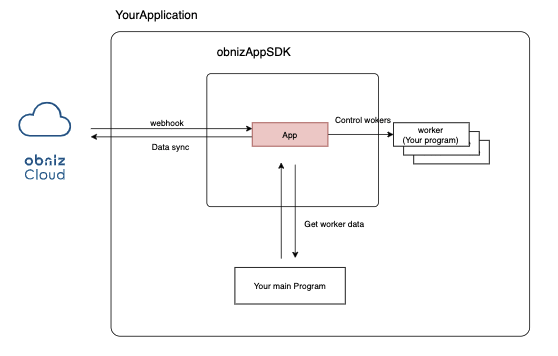 YourApplication
obnizAppSDK
webhook
Data sync
App
Control wokers
worker
(Your program)
obniz
Cloud
Get worker data
Your main Program